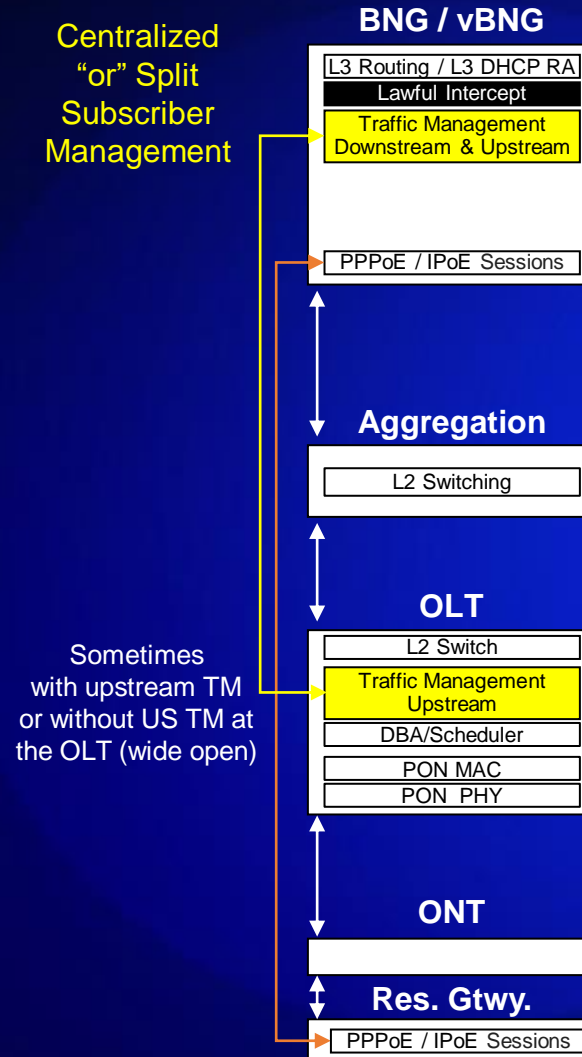 Centralized
“or” Split
Subscriber
Management
BNG / vBNG
L3 Routing / L3 DHCP RA
Lawful Intercept
Traffic Management
Downstream & Upstream
PPPoE / IPoE Sessions
Aggregation
L2 Switching
OLT
L2 Switch
Traffic Management
Upstream
DBA/Scheduler
PON MAC
PON PHY
Sometimes
with upstream TM
or without US TM at
the OLT (wide open)
ONT
Res. Gtwy.
PPPoE / IPoE Sessions